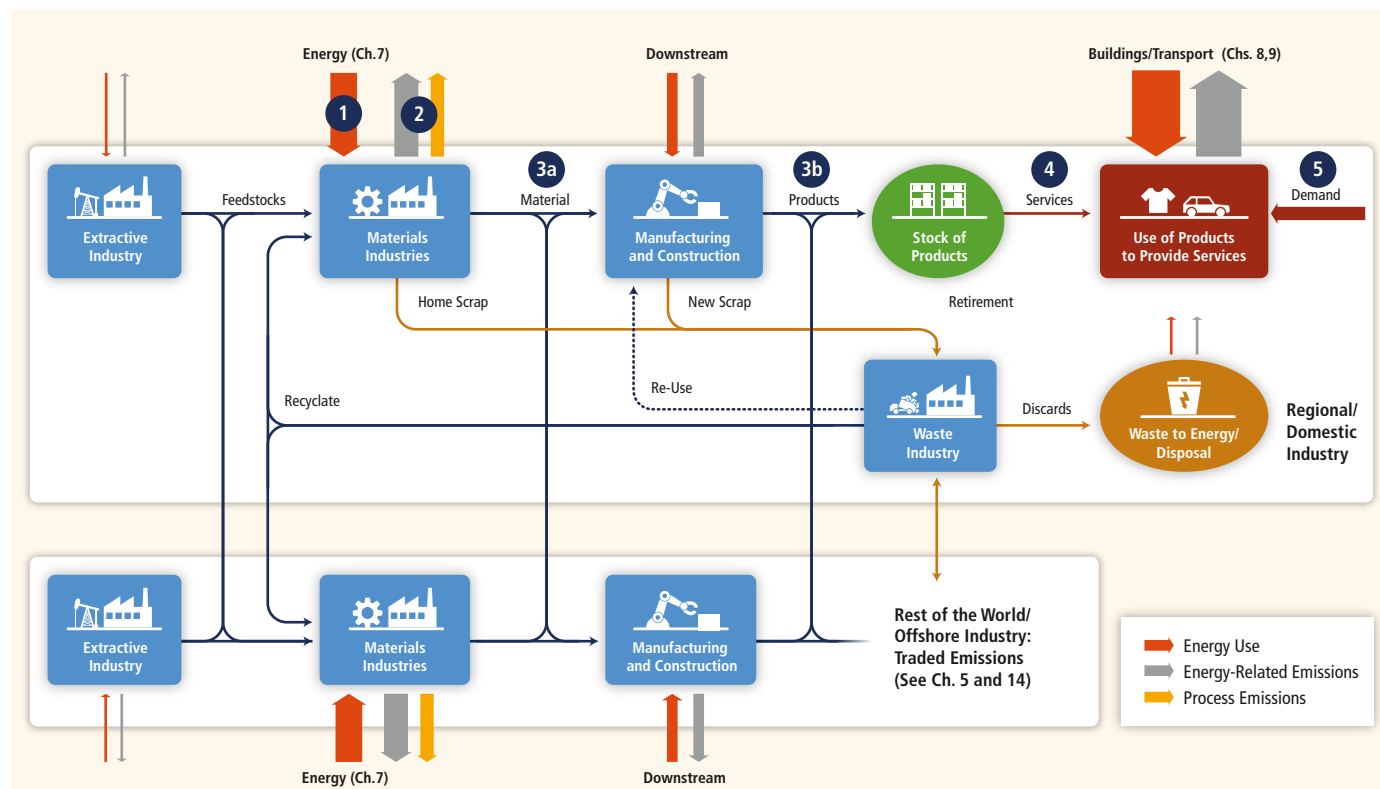 Energy (Ch.7)
Downstream
Buildings/Transport (Chs. 8,9)
1
2
3a
3b
4
5
Feedstocks
Material
Products
Services
Demand
Extractive
Industry
Materials
Industries
Manufacturing
and Construction
Stock of
Products
Use of Products
to Provide Services
Home Scrap
New Scrap
Retirement
Recyclate
Re-Use
Waste
Industry
Discards
Waste to Energy/
Disposal
Regional/
Domestic
Industry
Extractive
Industry
Materials
Industries
Manufacturing
and Construction
Rest of the World/
Offshore Industry:
Traded Emissions
(See Ch. 5 and 14)
Energy (Ch.7)
Downstream
Energy Use
Energy-Related Emissions
Process Emissions